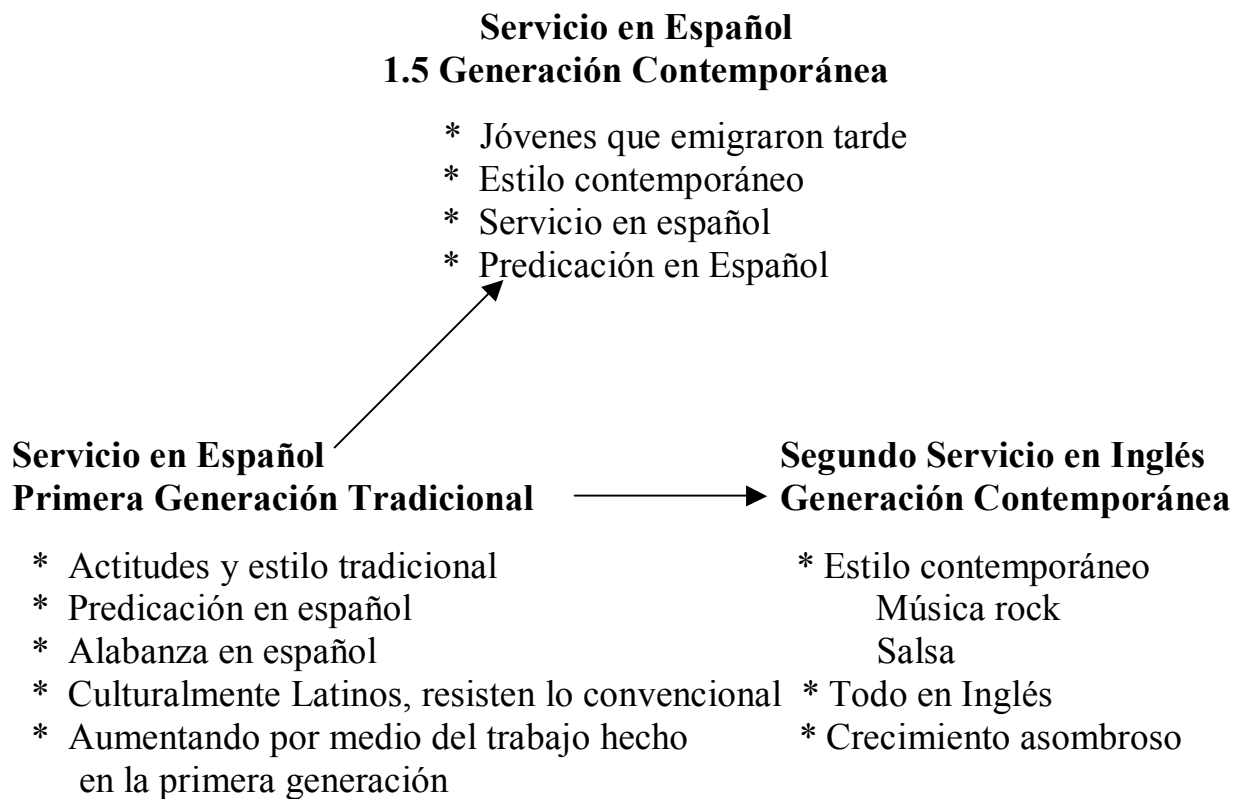 Servicio en Español
1.5 Generación Contemporánea
* Jóvenes que emigraron tarde
* Estilo contemporáneo
* Servicio en español
* Predicación en Español
Servicio en Español
Primera Generación Tradicional
* Actitudes y estilo tradicional
* Predicación en español
* Alabanza en español
* Culturalmente Latinos, resisten lo convencional
* Aumentando por medio del trabajo hecho
en la primera generación
Segundo Servicio en Inglés
Generación Contemporánea
* Estilo contemporáneo
Música rock
Salsa
* Todo en Inglés
* Crecimiento asombroso